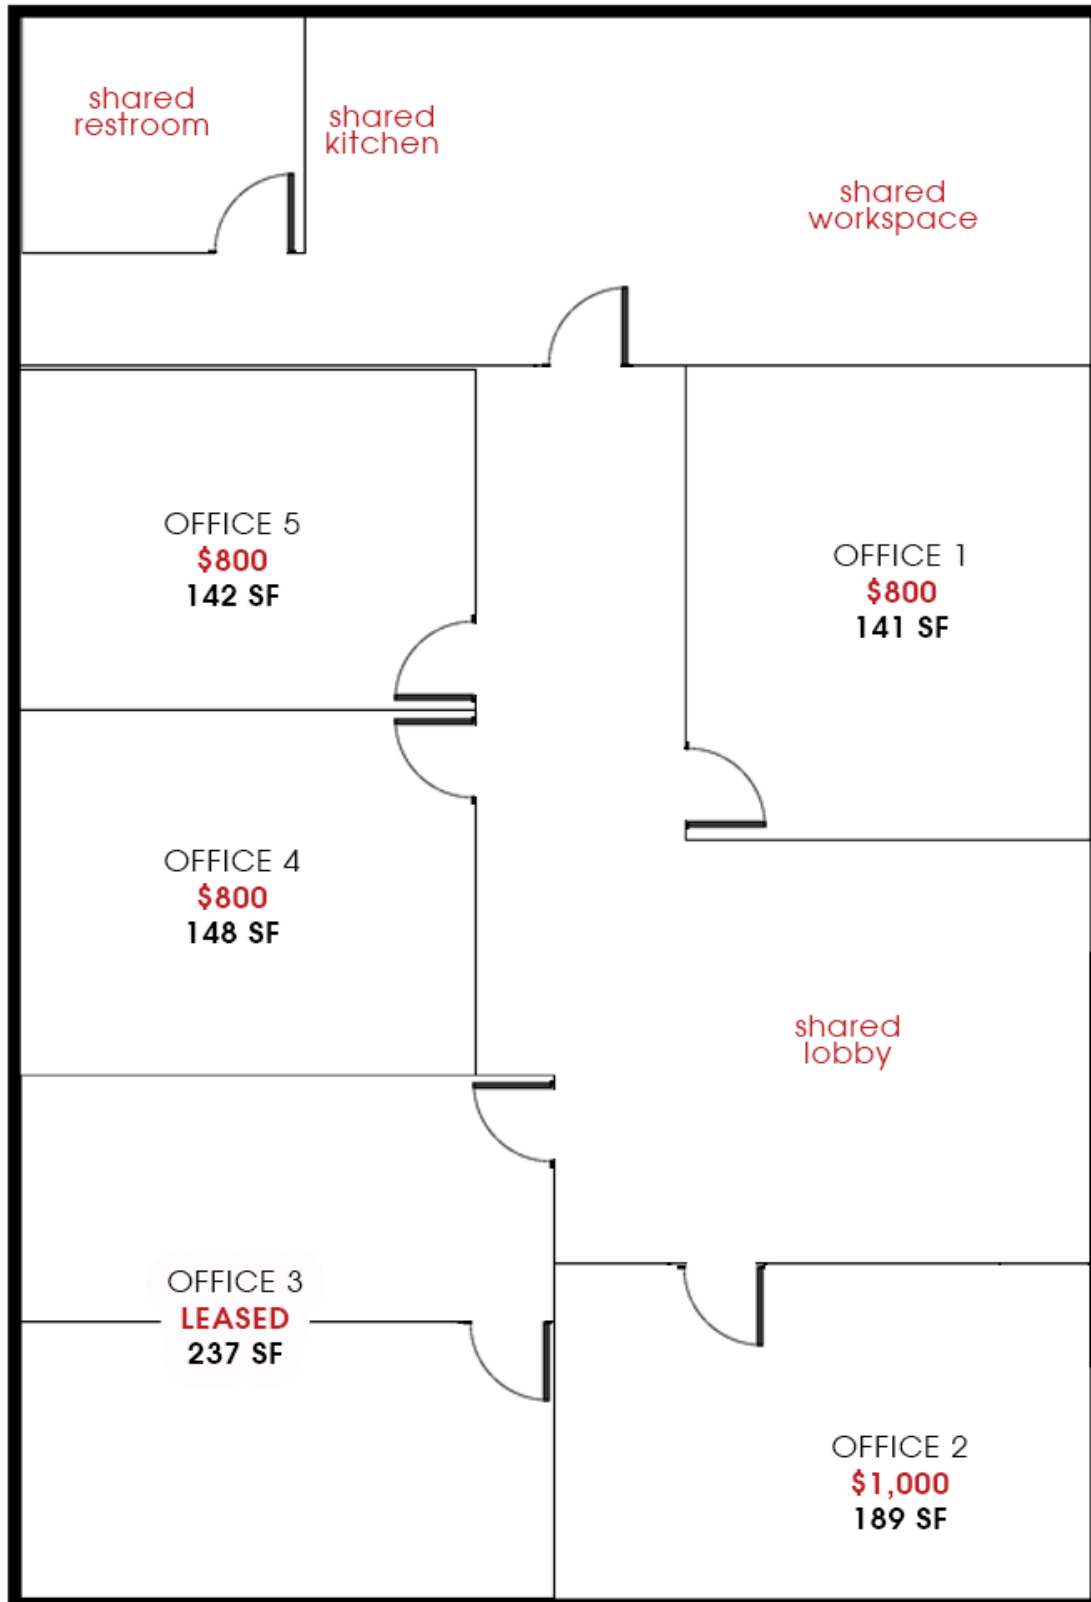 shared
restroom
shared
kitchen
shared
workspace
OFFICE 5
$800
142 SF
OFFICE 1
$800
141 SF
OFFICE 4
$800
148 SF
shared
lobby
OFFICE 3
LEASED
237 SF
OFFICE 2
$1,000
189 SF